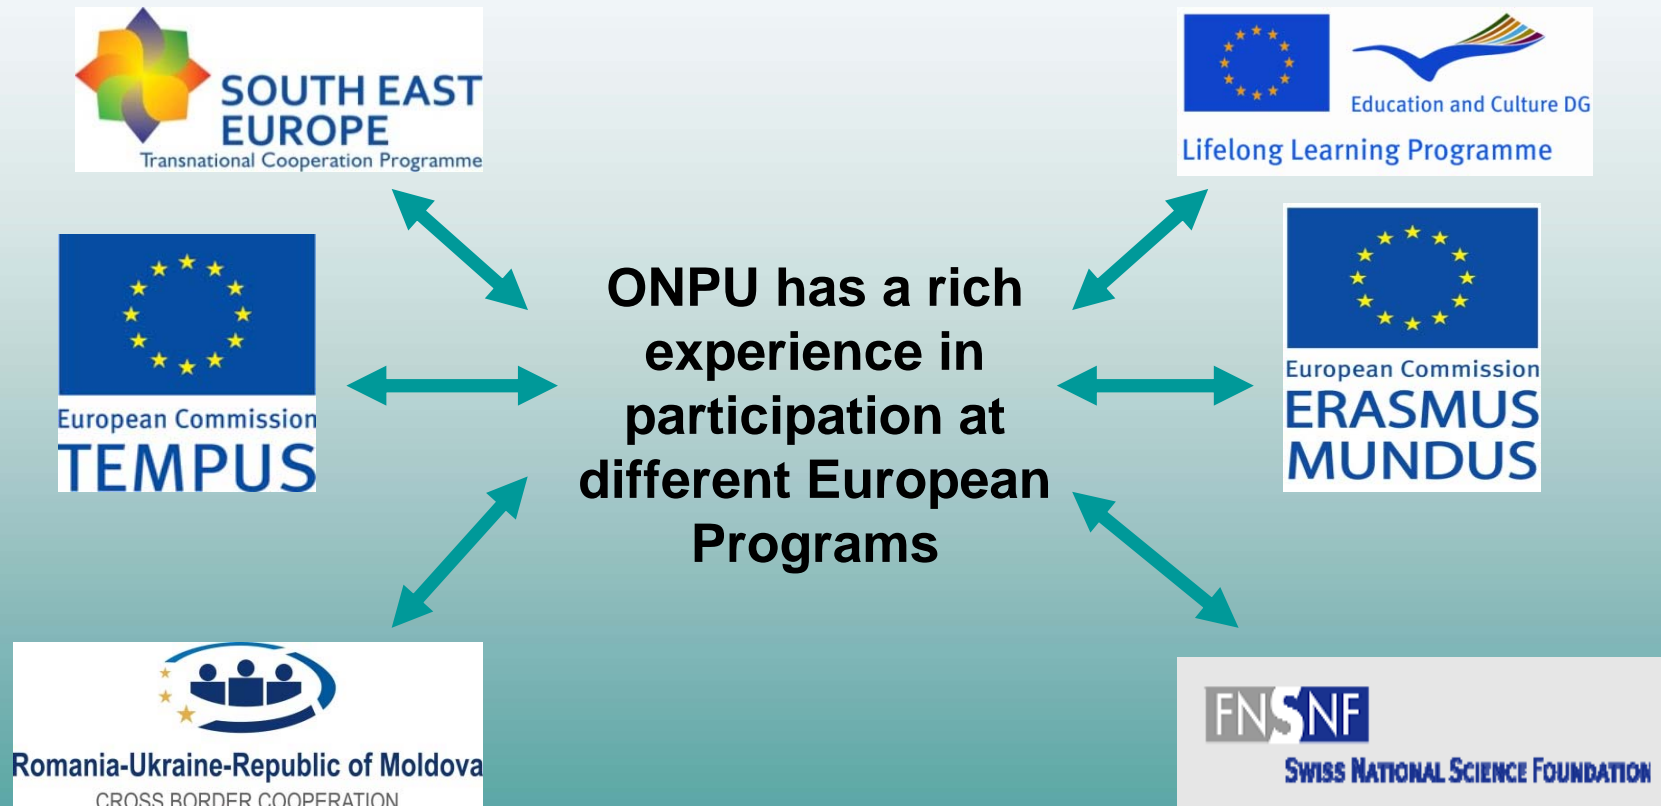 SOUTH EAST
EUROPE
Transnational Cooperation Programme
Education and Culture DG
Lifelong Learning Programme
European Commission
TEMPUS
ONPU has a rich
experience in
participation at
different European
Programs
European Commission
ERASMUS
MUNDUS
Romania-Ukraine-Republic of Moldova
CROSS BORDER COOPERATION
FNSNF
SWISS NATIONAL SCIENCE FOUNDATION